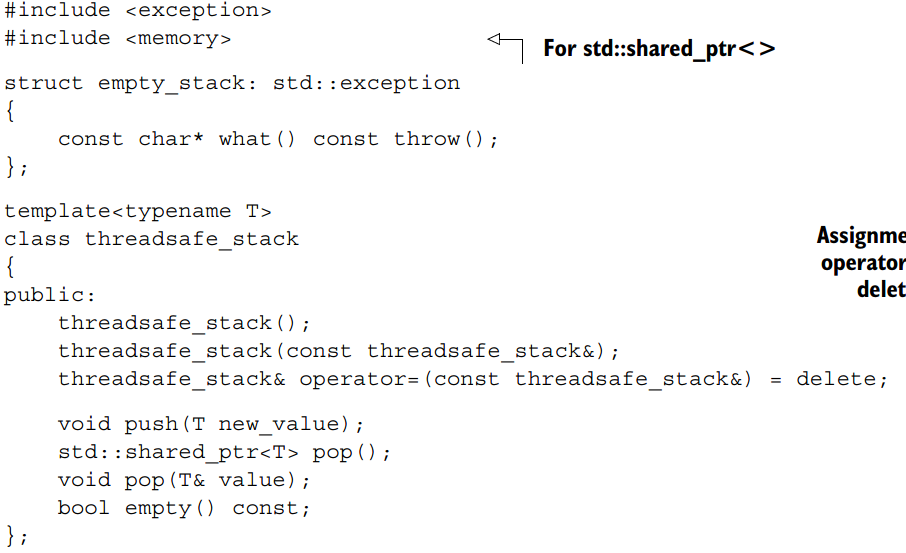 #include <exception>
#include <memory>
For std::shared_ptr<>
struct empty_stack: std::exception
{
    const char* what() const throw();
};
template<typename T>
class threadsafe_stack
{
public:
    threadsafe_stack();
    threadsafe_stack(const threadsafe_stack&);
    threadsafe_stack& operator=(const threadsafe_stack&) = delete;
Assignme
operator
delet
    void push(T new_value);
    std::shared_ptr<T> pop();
    void pop(T& value);
    bool empty() const;
};